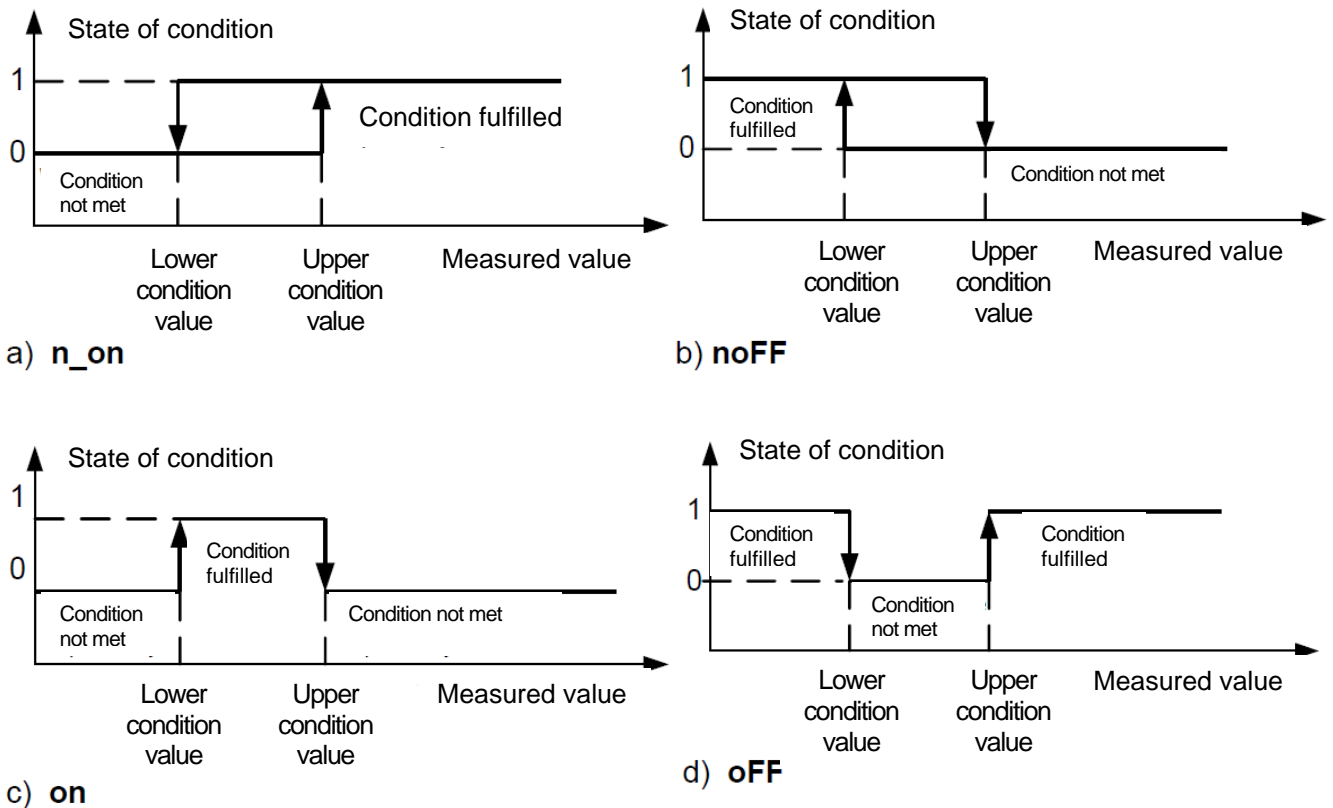 State of condition
1
0
Condition fulfilled
Condition
not met
Lower
condition
value
Upper
condition
value
Measured value
a) n_on
State of condition
1
0
Condition
fulfilled
Condition not met
Lower
condition
value
Upper
condition
value
Measured value
b) noFF
State of condition
1
0
Condition
fulfilled
Condition
not met
Condition not met
Lower
condition
value
Upper
condition
value
Measured value
c) on
State of condition
1
0
Condition
fulfilled
Condition
fulfilled
Condition
not met
Lower
condition
value
Upper
condition
value
Measured value
d) oFF